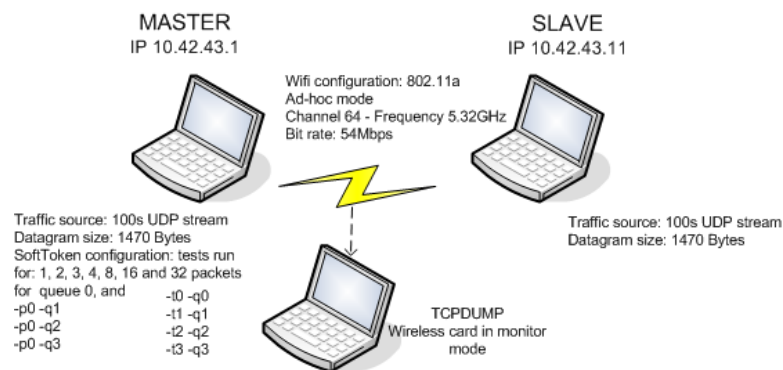 MASTER
IP 10.42.43.1
SLAVE
IP 10.42.43.11
Wifi configuration: 802.11a
Ad-hoc mode
Channel 64 - Frequency 5.32GHz
Bit rate: 54Mbps
Traffic source: 100s UDP stream
Datagram size: 1470 Bytes
SoftToken configuration: tests run
for: 1, 2, 3, 4, 8, 16 and 32 packets
for queue 0, and
-p0 -q1
-p0 -q2
-p0 -q3
-t0 -q0
-t1 -q1
-t2 -q2
-t3 -q3
Traffic source: 100s UDP stream
Datagram size: 1470 Bytes
TCPDUMP
Wireless card in monitor
mode